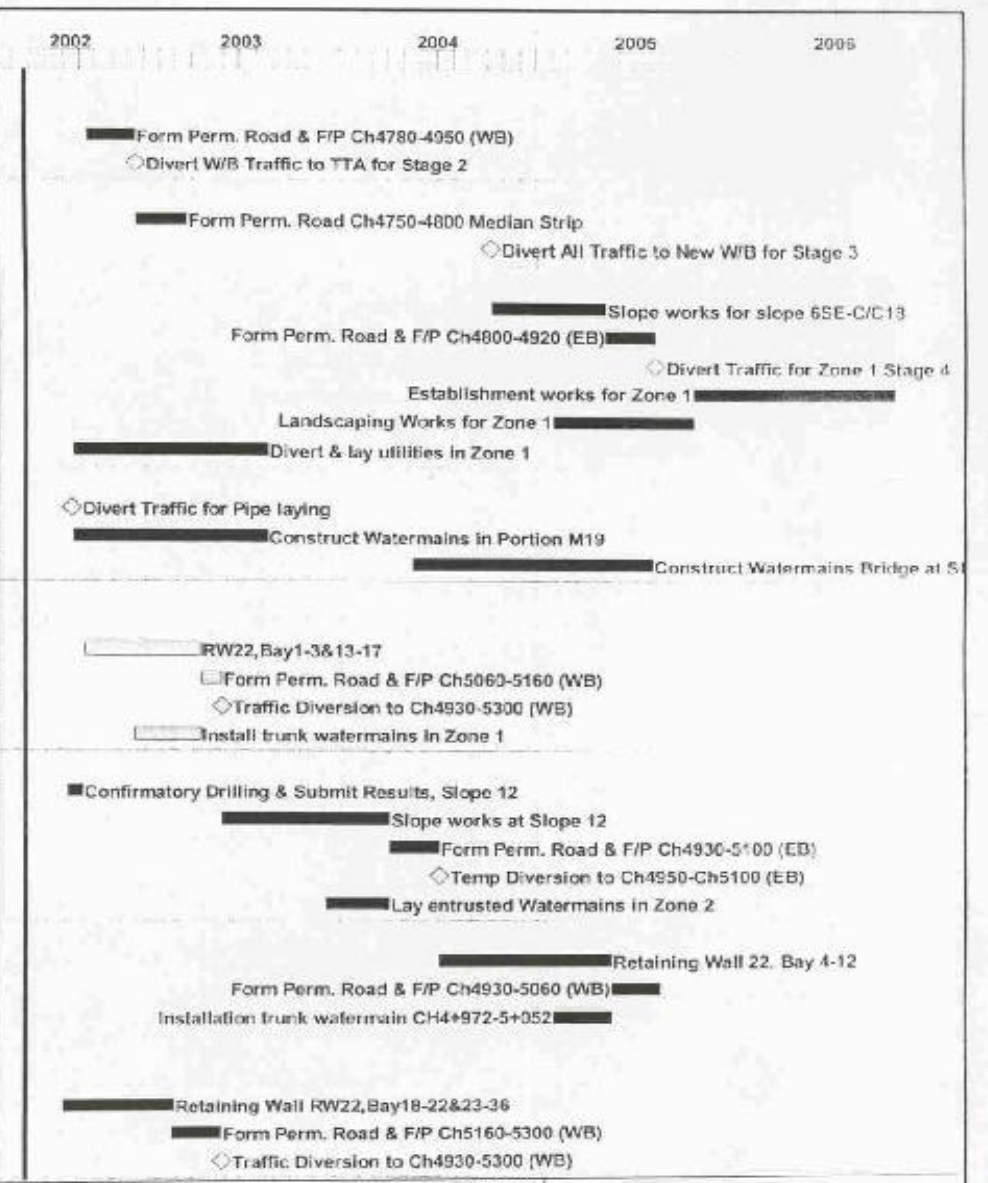 2002 2003 2004 2005 2006
Form Perm. Road & F/P Ch4780-4950 (WB)
Divert W/B Traffic to TTA for Stage 2
Form Perm. Road Ch4750-4800 Median Strip
Divert All Traffic to New W/B for Stage 3
Slope works for slope 6SE-C/C18
Form Perm. Road & F/P Ch4800-4920 (EB)
Divert Traffic for Zone 1 Stage 4
Establishment works for Zone 1
Landscaping Works for Zone 1
Divert & lay utilities in Zone 1
Divert Traffic for Pipe laying
Construct Watermains in Portion M19
Construct Watermains Bridge at
RW22,Bay1-3&13-17
Form Perm. Road & F/P Ch5060-5160 (WB)
Traffic Diversion to Ch4930-5300 (WB)
Install trunk watermains in Zone 1
Confirmatory Drilling & Submit Results, Slope 12
Slope works at Slope 12
Form Perm. Road & F/P Ch4930-5100 (EB)
Temp Diversion to Ch4950-Ch5100 (EB)
Lay entrusted Watermains in Zone 2
Retaining Wall 22, Bay 4-12
Form Perm. Road & F/P Ch4930-5060 (WB)
Installation trunk watermain CH4+972-5+052
Retaining Wall RW22,Bay18-22&23-36
Form Perm. Road & F/P Ch5160-5300 (WB)
Traffic Diversion to Ch4930-5300 (WB)